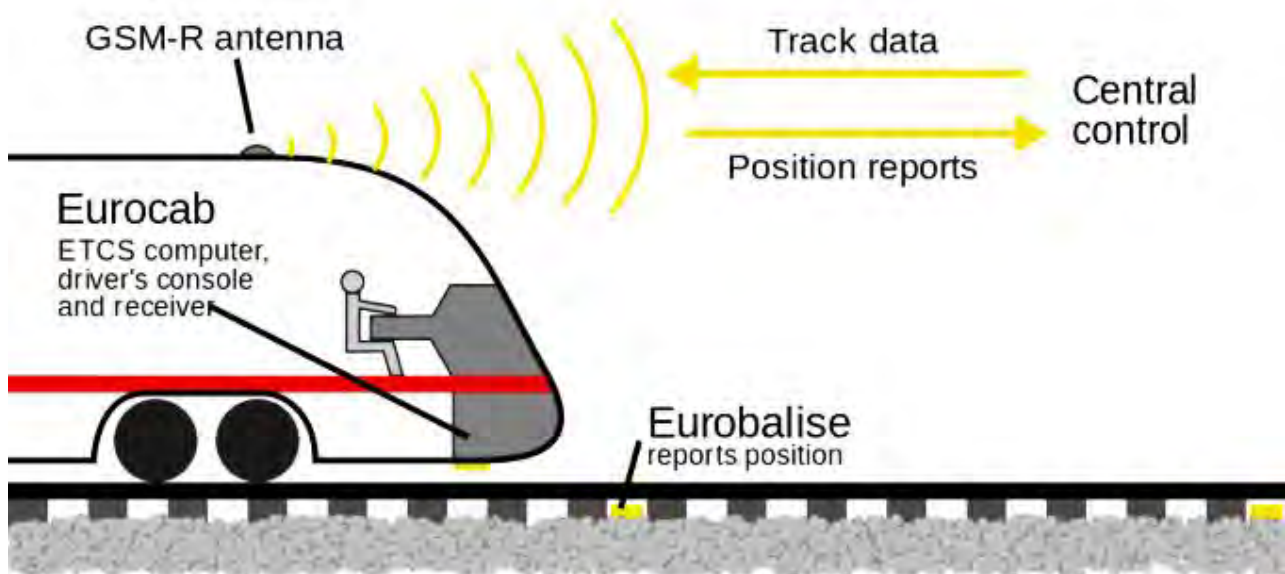 GSM-R antenna
Track data
Central
control
Position reports
Eurocab
ETCS computer,
driver's console
and receiver
Eurobalise
reports position